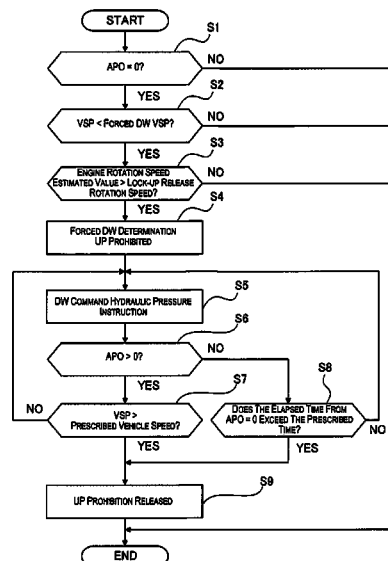 START
S1
APO = 0?
NO
YES
S2
VSP < FORCED DW VSP?
NO
YES
S3
ENGINE ROTATION SPEED
ESTIMATED VALUE > LOCK-UP RELEASE
ROTATION SPEED?
NO
YES
S4
FORCED DW DETERMINATION
UP PROHIBITED
S5
DW COMMAND HYDRAULIC PRESSURE
INSTRUCTION
S6
APO > 0?
NO
YES
S7
S8
NO
VSP >
PRESCRIBED VEHICLE SPEED?
DOES THE ELAPSED TIME FROM
APO = 0 EXCEED THE PRESCRIBED
TIME?
NO
YES
YES
S9
UP PROHIBITION RELEASED
END